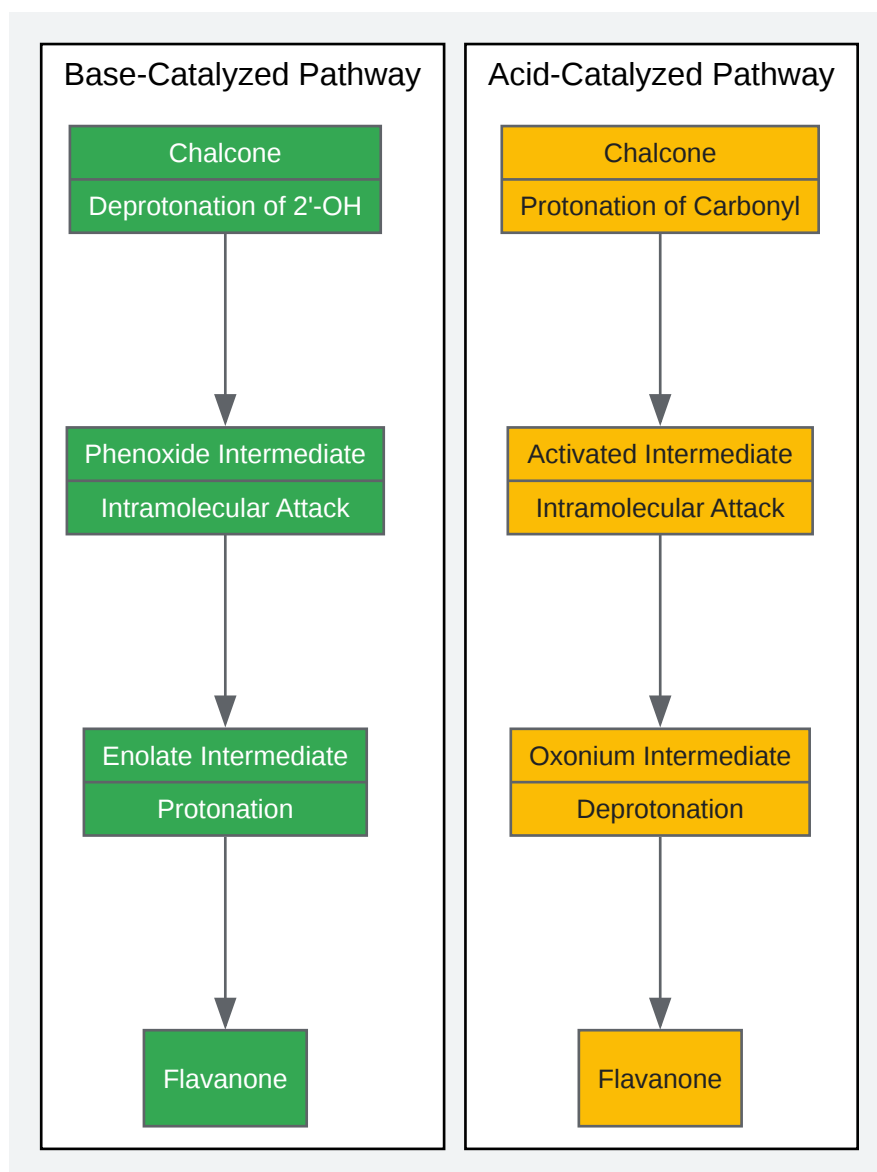 Base-Catalyzed Pathway
Chalcone
Deprotonation of 2'-OH
Phenoxide Intermediate
Intramolecular Attack
Enolate Intermediate
Protonation
Flavanone
Acid-Catalyzed Pathway
Chalcone
Protonation of Carbonyl
Activated Intermediate
Intramolecular Attack
Oxonium Intermediate
Deprotonation
Flavanone